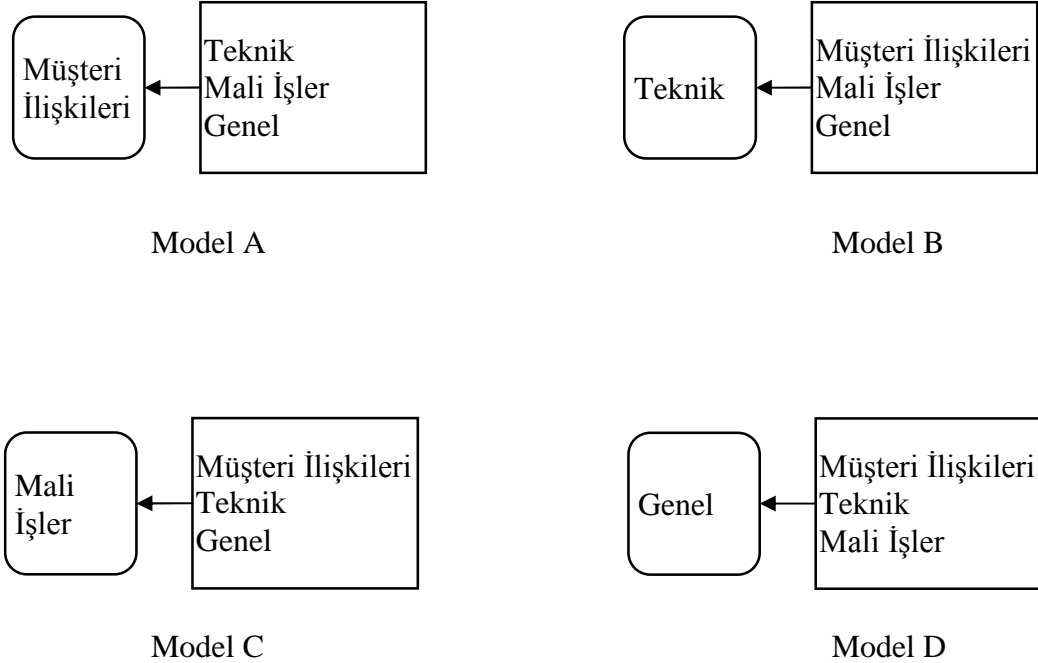 Müşteri
İlişkileri
Teknik
Mali İşler
Genel
Model A
Teknik
Müşteri İlişkileri
Mali İşler
Genel
Model B
Mali
İşler
Müşteri İlişkileri
Teknik
Genel
Model C
Genel
Müşteri İlişkileri
Teknik
Mali İşler
Model D